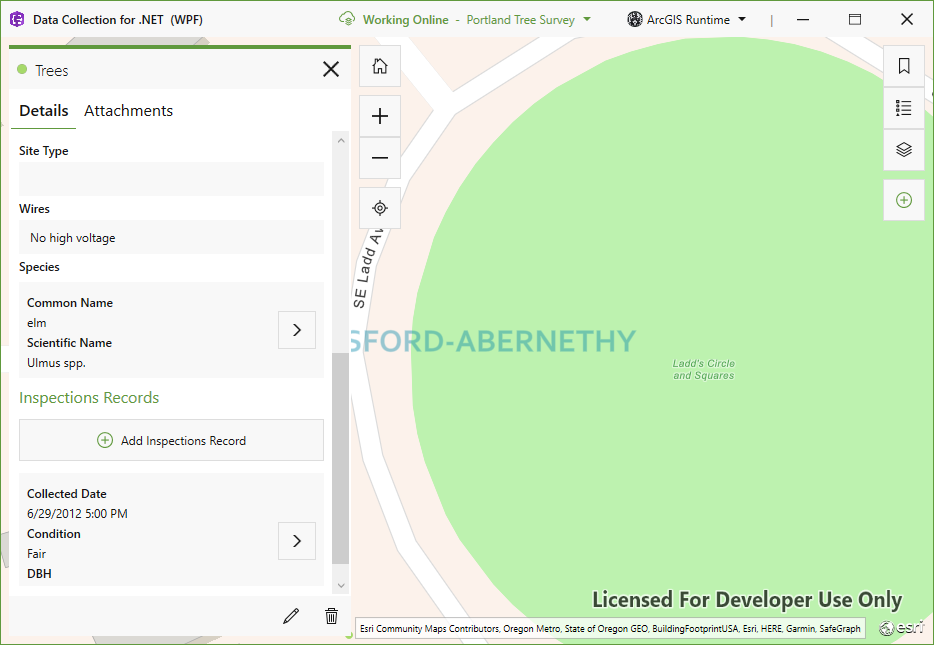 Data Collection for .NET (WPF)
Working Online - Portland Tree Survey
ArcGIS Runtime
Trees
Details
Attachments
Site Type
Wires
No high voltage
Species
Common Name
elm
Scientific Name
Ulmus spp.
Inspections Records
Add Inspections Record
Collected Date
6/29/2012 5:00 PM
Condition
Fair
DBH
SE Ladd Av
SFORD-ABERNETHY
Ladd's Circle
and Squares
Licensed For Developer Use Only
Esri Community Maps Contributors, Oregon Metro, State of Oregon GEO, BuildingFootprintUSA, Esri, HERE, Garmin, SafeGraph
esri